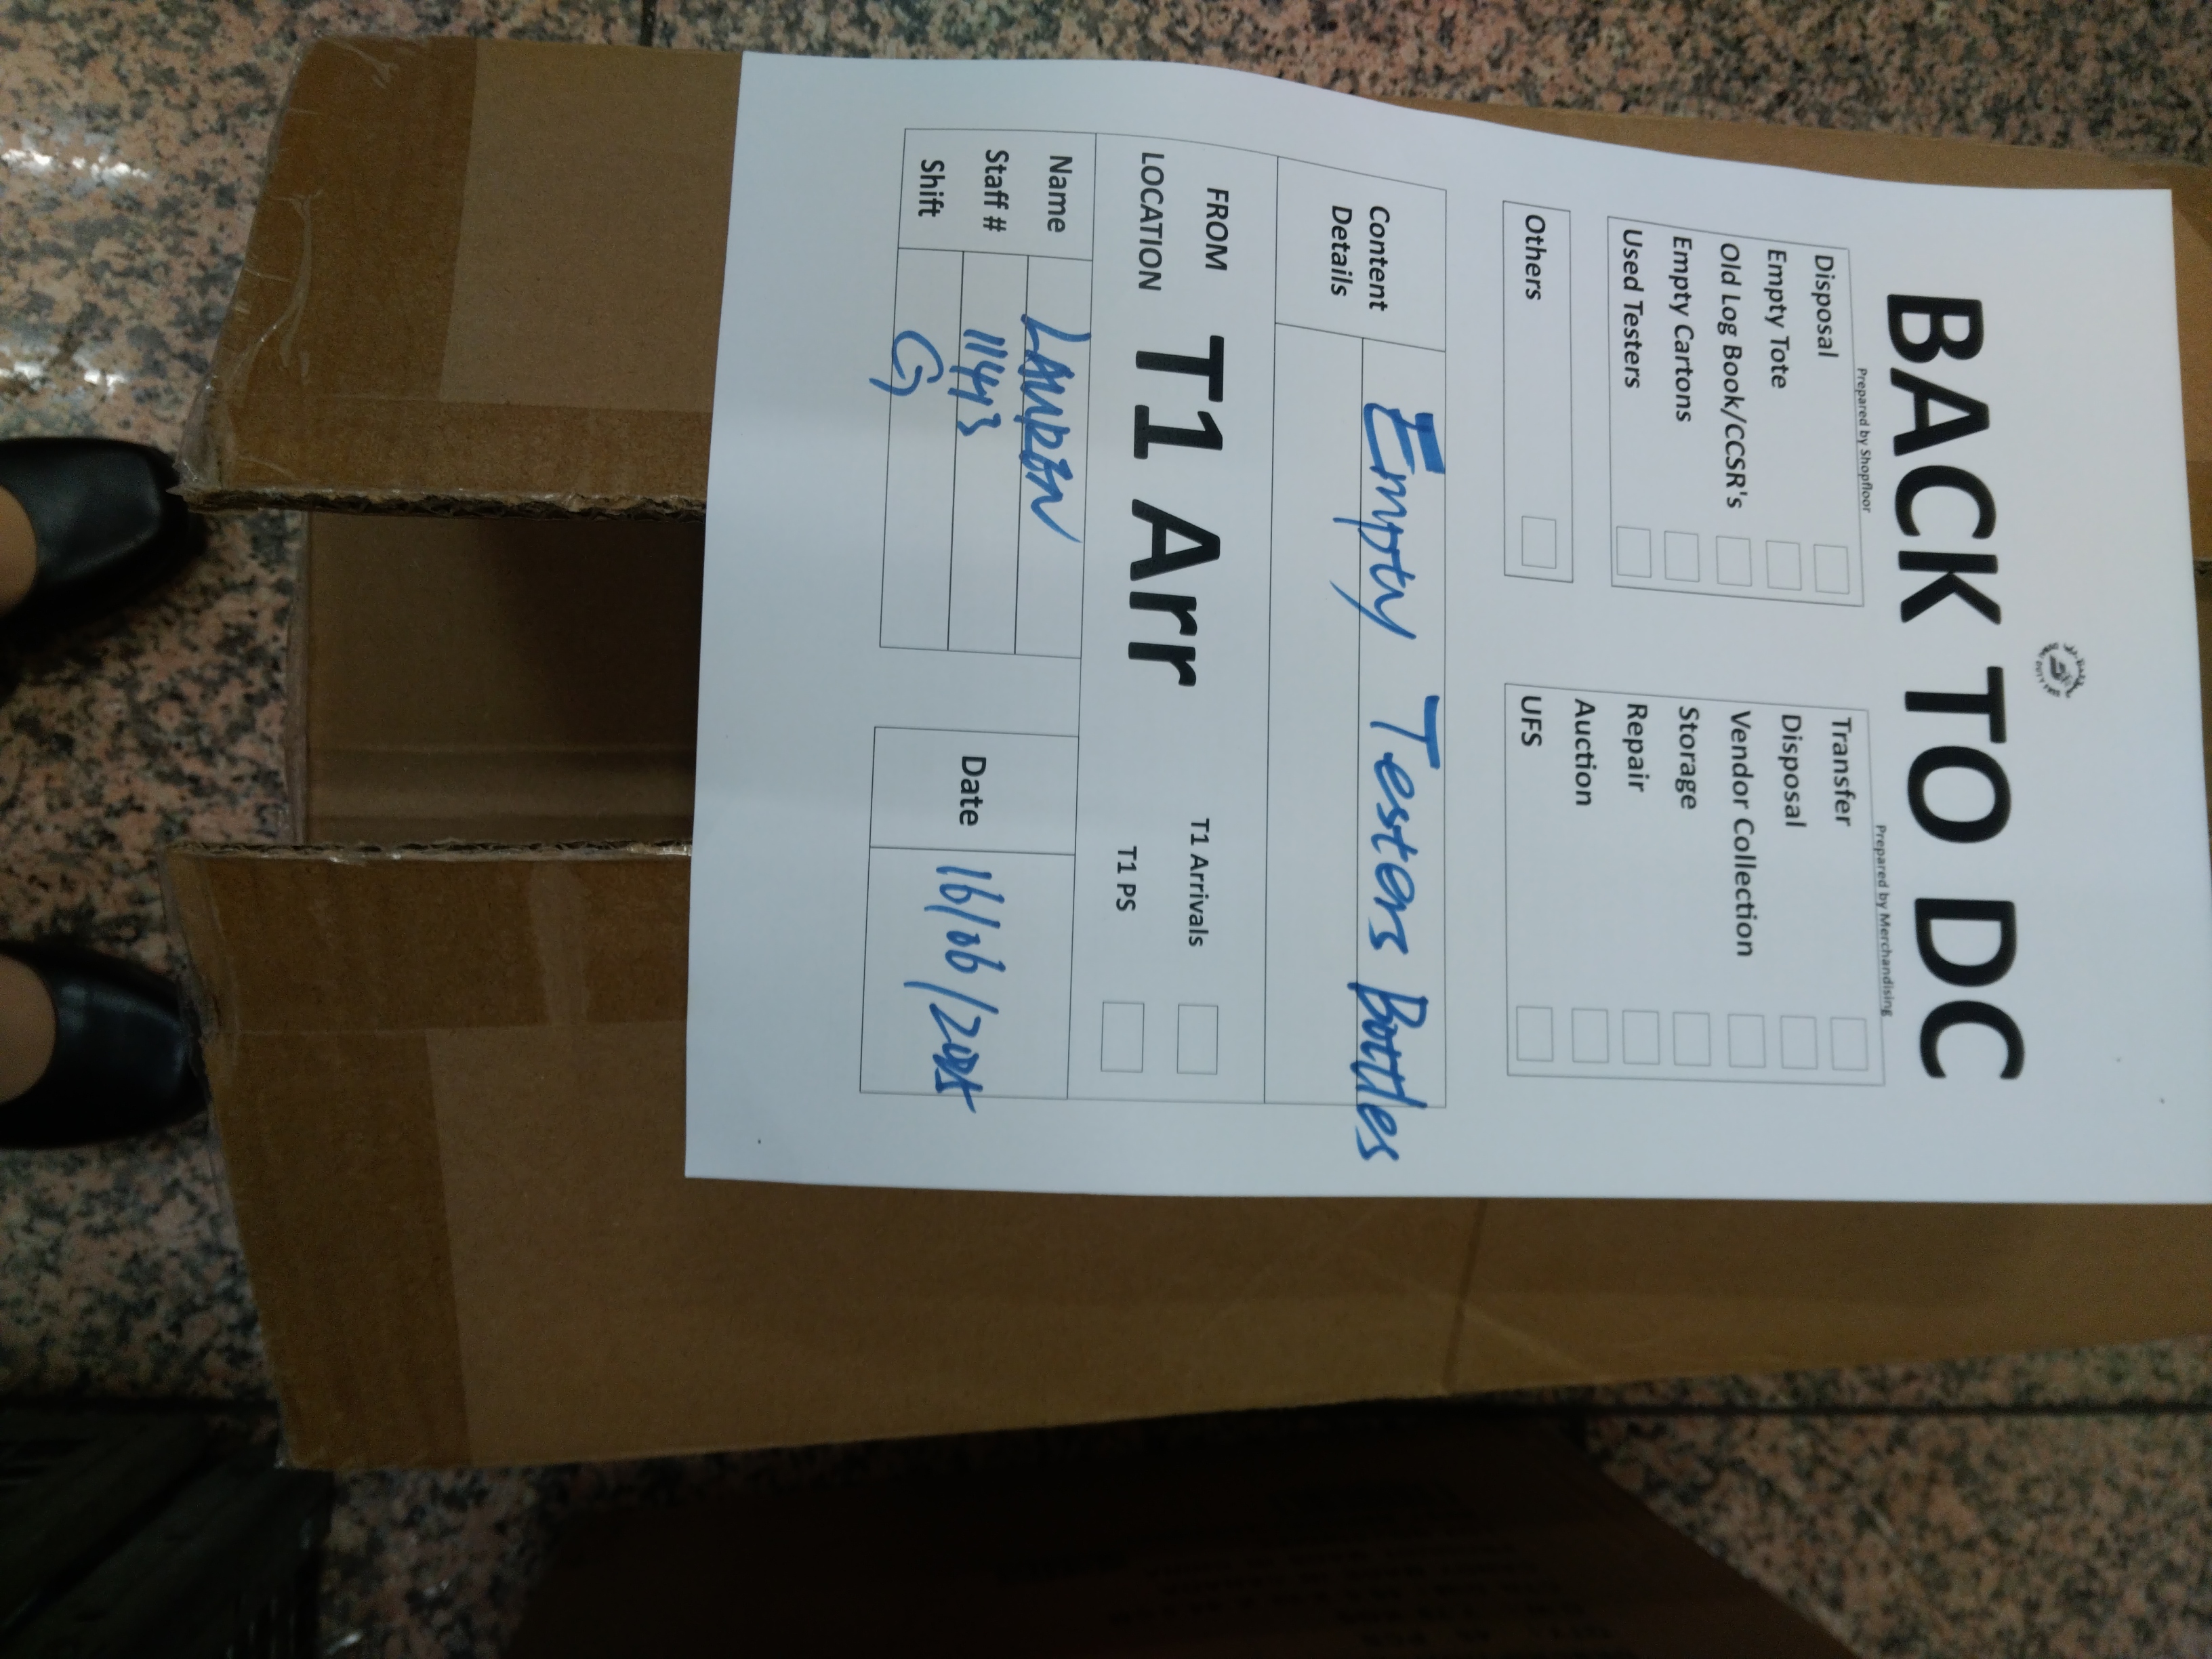 BACK TO DC
Prepared by Shopfloor
Disposal
Empty Tote
Old Log Book/CCSR's
Empty Cartons
Used Testers
Others
Prepared by Merchandising
Transfer
Disposal
Vendor Collection
Storage
Repair
Auction
UFS
Content Details
Empty Testers Bottles
FROM LOCATION
T1 Arr
T1 Arrivals
T1 PS
Name LAUREN
Staff # 11443
Shift G
Date 16/06/2025